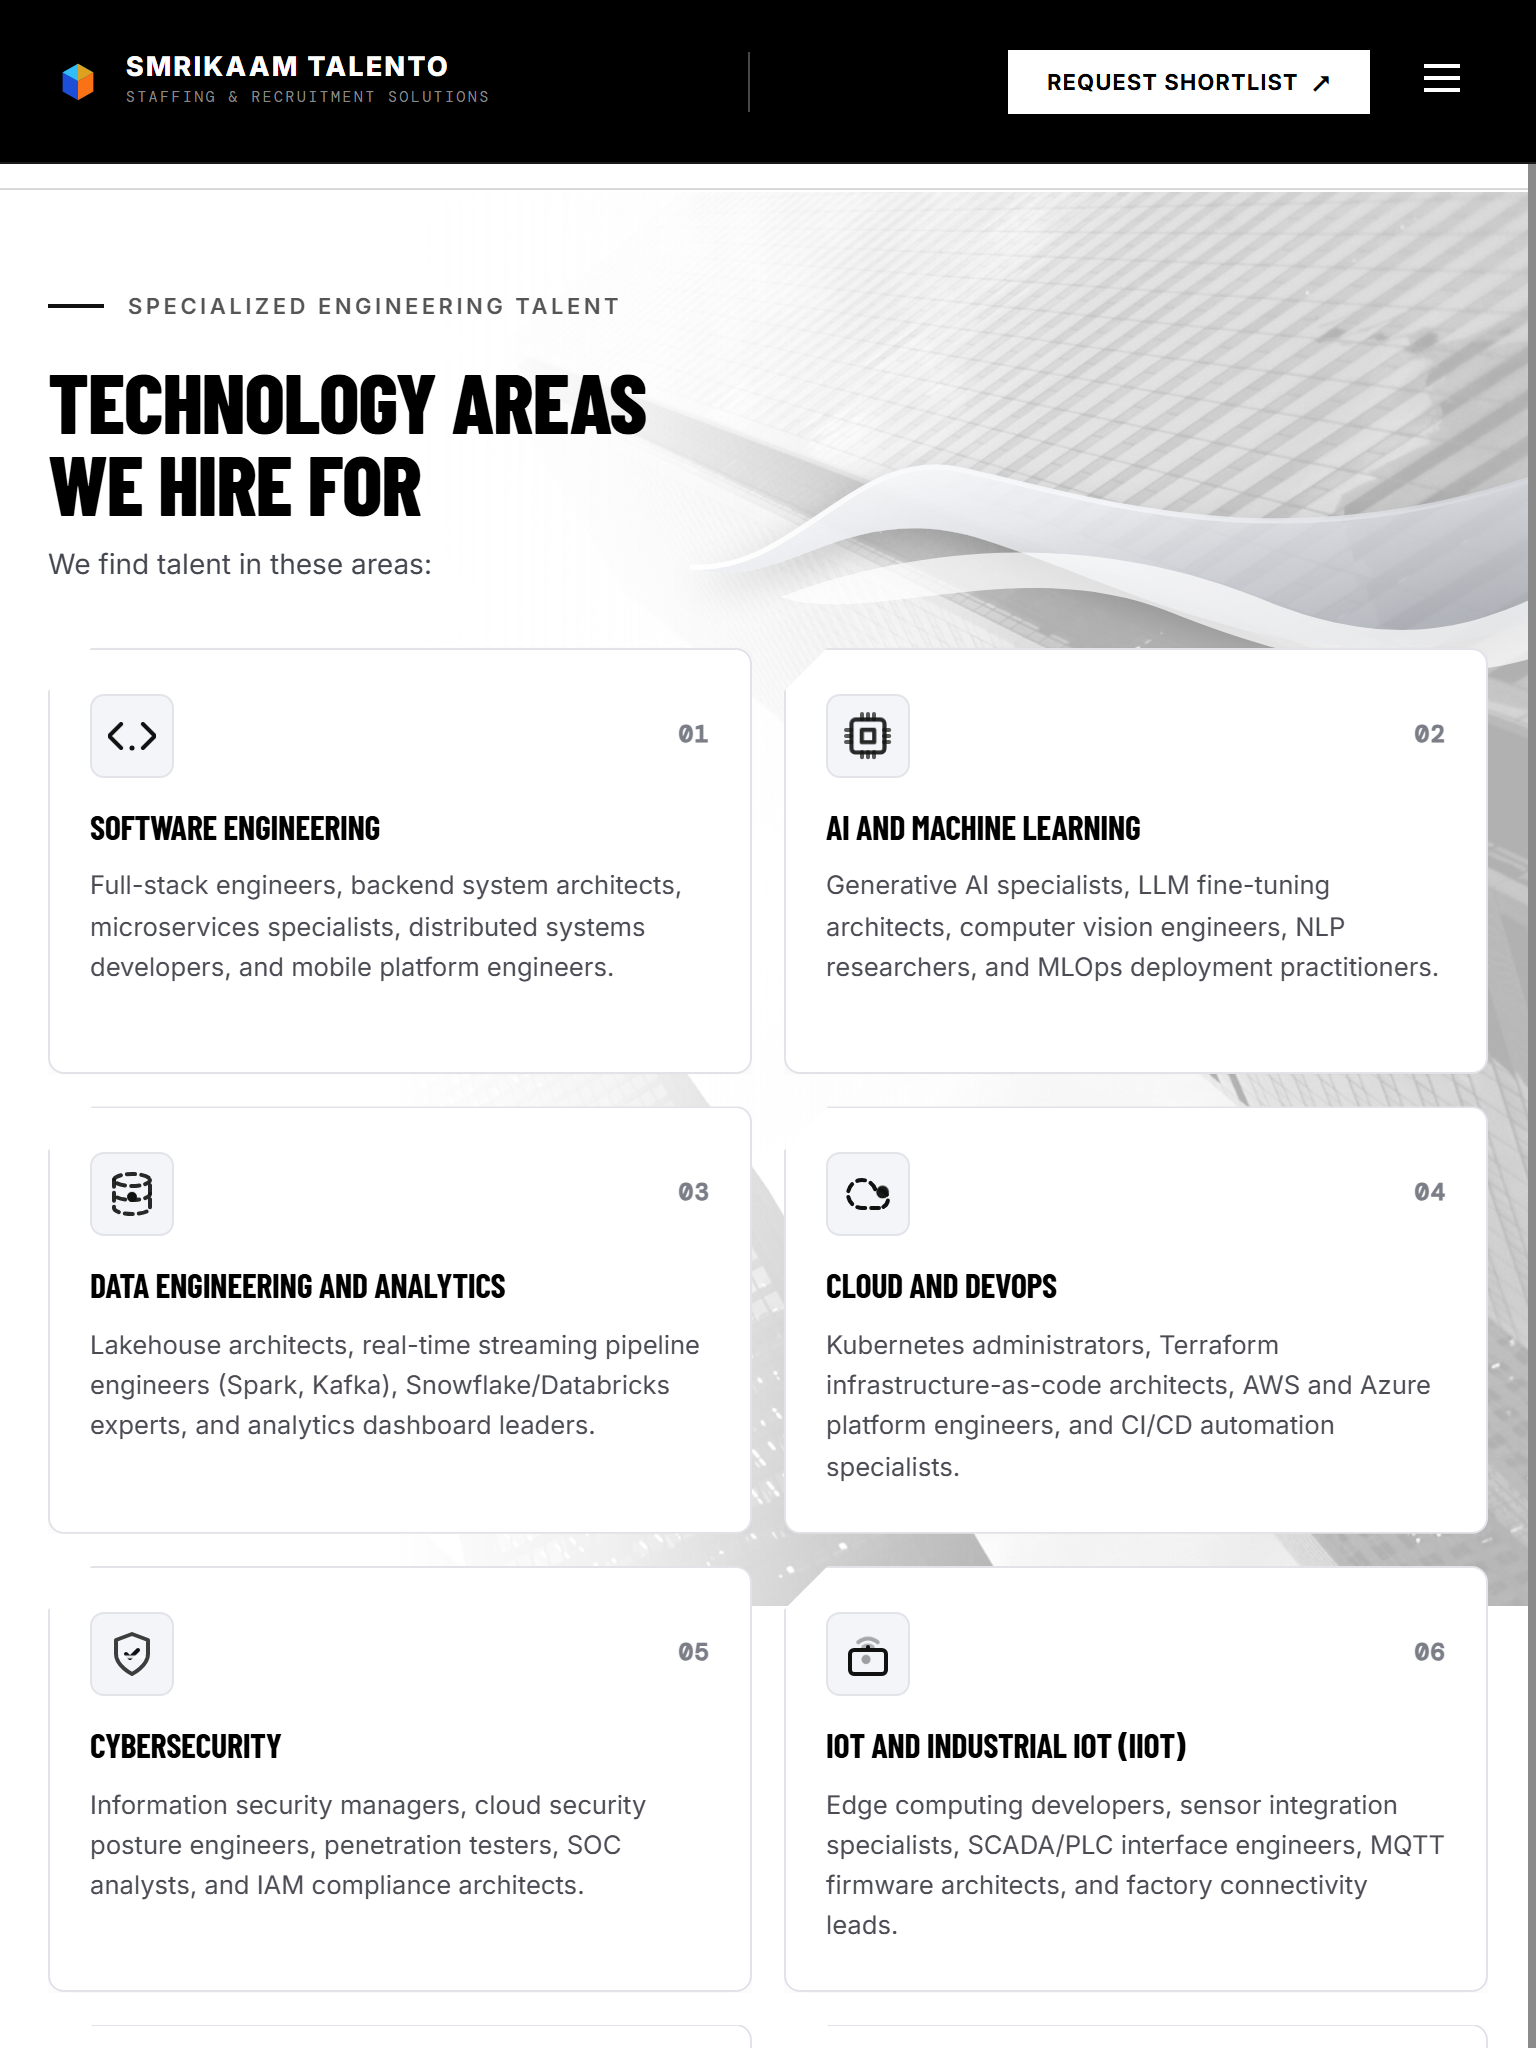 SMRIKAAM TALENTO
STAFFING & RECRUITMENT SOLUTIONS
REQUEST SHORTLIST ↗
SPECIALIZED ENGINEERING TALENT
TECHNOLOGY AREAS
WE HIRE FOR
We find talent in these areas:
01
SOFTWARE ENGINEERING
Full-stack engineers, backend system architects,
microservices specialists, distributed systems
developers, and mobile platform engineers.
02
AI AND MACHINE LEARNING
Generative AI specialists, LLM fine-tuning
architects, computer vision engineers, NLP
researchers, and MLOps deployment practitioners.
03
DATA ENGINEERING AND ANALYTICS
Lakehouse architects, real-time streaming pipeline
engineers (Spark, Kafka), Snowflake/Databricks
experts, and analytics dashboard leaders.
04
CLOUD AND DEVOPS
Kubernetes administrators, Terraform
infrastructure-as-code architects, AWS and Azure
platform engineers, and CI/CD automation
specialists.
05
CYBERSECURITY
Information security managers, cloud security
posture engineers, penetration testers, SOC
analysts, and IAM compliance architects.
06
IOT AND INDUSTRIAL IOT (IIOT)
Edge computing developers, sensor integration
specialists, SCADA/PLC interface engineers, MQTT
firmware architects, and factory connectivity
leads.